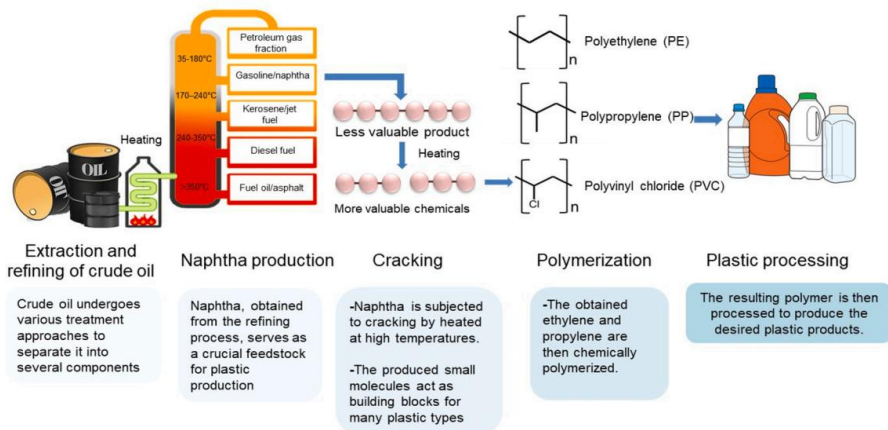 Petroleum gas
fraction
35-180°C
Gasoline/naphtha
170–240°C
Kerosene/jet
fuel
240-350°C
Diesel fuel
>350°C
Fuel oil/asphalt
Heating
OIL
OIL
Less valuable product
Heating
More valuable chemicals
n
Polyethylene (PE)
n
Polypropylene (PP)
Cl
n
Polyvinyl chloride (PVC)
Extraction and
refining of crude oil
Crude oil undergoes
various treatment
approaches to
separate it into
several components
Naphtha production
Naphtha, obtained
from the refining
process, serves as
a crucial feedstock
for plastic
production
Cracking
-Naphtha is subjected
to cracking by heated
at high temperatures.
-The produced small
molecules act as
building blocks for
many plastic types
Polymerization
-The obtained
ethylene and
propylene are
then chemically
polymerized.
Plastic processing
The resulting polymer is then
processed to produce the
desired plastic products.